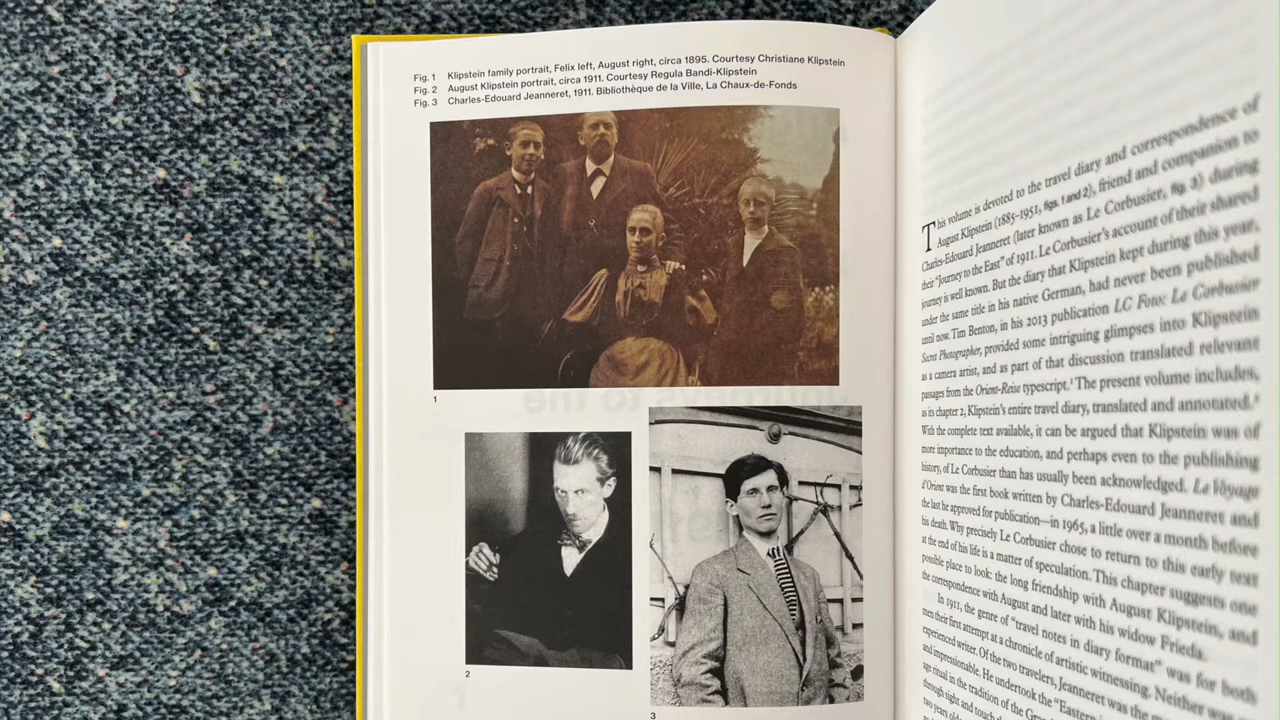 Fig. 1 Klipstein family portrait, Felix left, August right, circa 1895. Courtesy Christiane Klipstein
Fig. 2 August Klipstein portrait, circa 1911. Courtesy Regula Bandi-Klipstein
Fig. 3 Charles-Edouard Jeanneret, 1911. Bibliothèque de la Ville, La Chaux-de-Fonds
1
2
3
This volume is devoted to the travel diary and correspondence of
August Klipstein (1885–1951, figs. 1 and 2), friend and companion to
Charles-Edouard Jeanneret (later known as Le Corbusier, fig. 3) during
their "Journey to the East" of 1911. Le Corbusier's account of their shared
journey is well known. But the diary that Klipstein kept during this year,
under the same title in his native German, had never been published
until now. Tim Benton, in his 2013 publication LC Foto: Le Corbusier
Secret Photographer, provided some intriguing glimpses into Klipstein
as a camera artist, and as part of that discussion translated relevant
passages from the Orient-Reise typescript.¹ The present volume includes,
as its chapter 2, Klipstein's entire travel diary, translated and annotated.²
With the complete text available, it can be argued that Klipstein was of
more importance to the education, and perhaps even to the publishing
history, of Le Corbusier than has usually been acknowledged. Le Voyage
d'Orient was the first book written by Charles-Edouard Jeanneret and
the last he approved for publication—in 1965, a little over a month before
his death. Why precisely Le Corbusier chose to return to this early text
at the end of his life is a matter of speculation. This chapter suggests one
possible place to look: the long friendship with August Klipstein, and
the correspondence with August and later with his widow Frieda.
In 1911, the genre of "travel notes in diary format" was for both
men their first attempt at a chronicle of artistic witnessing. Neither was
experienced writer. Of the two travelers, Jeanneret was the
and impressionable. He undertook the "Eastern
age ritual in the tradition of the
through sight and touch
two years